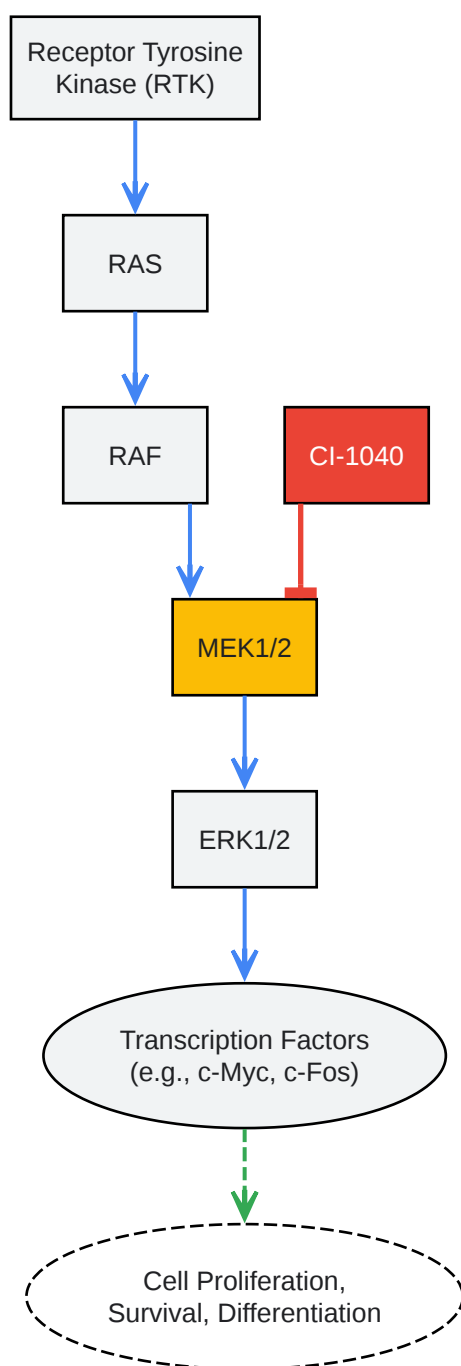 Receptor Tyrosine
Kinase (RTK)
RAS
RAF
CI-1040
MEK1/2
ERK1/2
Transcription Factors
(e.g., c-Myc, c-Fos)
Cell Proliferation,
Survival, Differentiation